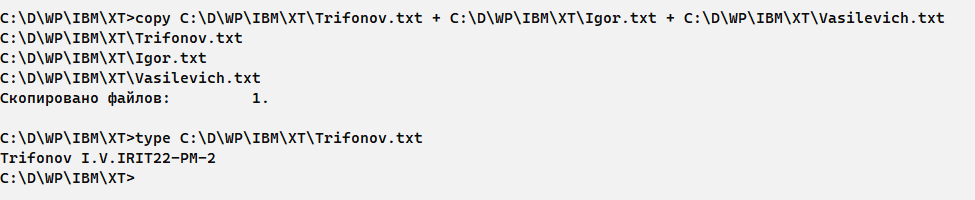 C:\D\WP\IBM\XT>copy C:\D\WP\IBM\XT\Trifonov.txt + C:\D\WP\IBM\XT\Igor.txt + C:\D\WP\IBM\XT\Vasilevich.txt
C:\D\WP\IBM\XT\Trifonov.txt
C:\D\WP\IBM\XT\Igor.txt
C:\D\WP\IBM\XT\Vasilevich.txt
Скопировано файлов:         1.
C:\D\WP\IBM\XT>type C:\D\WP\IBM\XT\Trifonov.txt
Trifonov I.V.IRIT22-PM-2
C:\D\WP\IBM\XT>